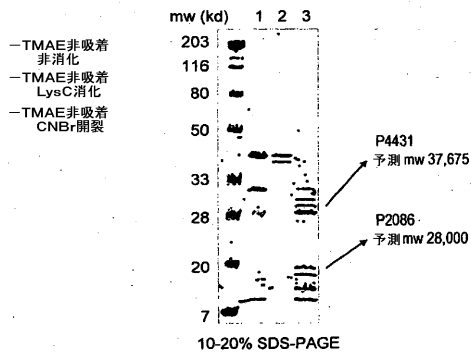 mw (kd) 1 2 3
－TMAE非吸着
非消化
－TMAE非吸着
LysC消化
－TMAE非吸着
CNBr開裂
203
116
80
50
33
28
20
7
P4431
予測 mw 37,675
P2086
予測 mw 28,000
10-20% SDS-PAGE